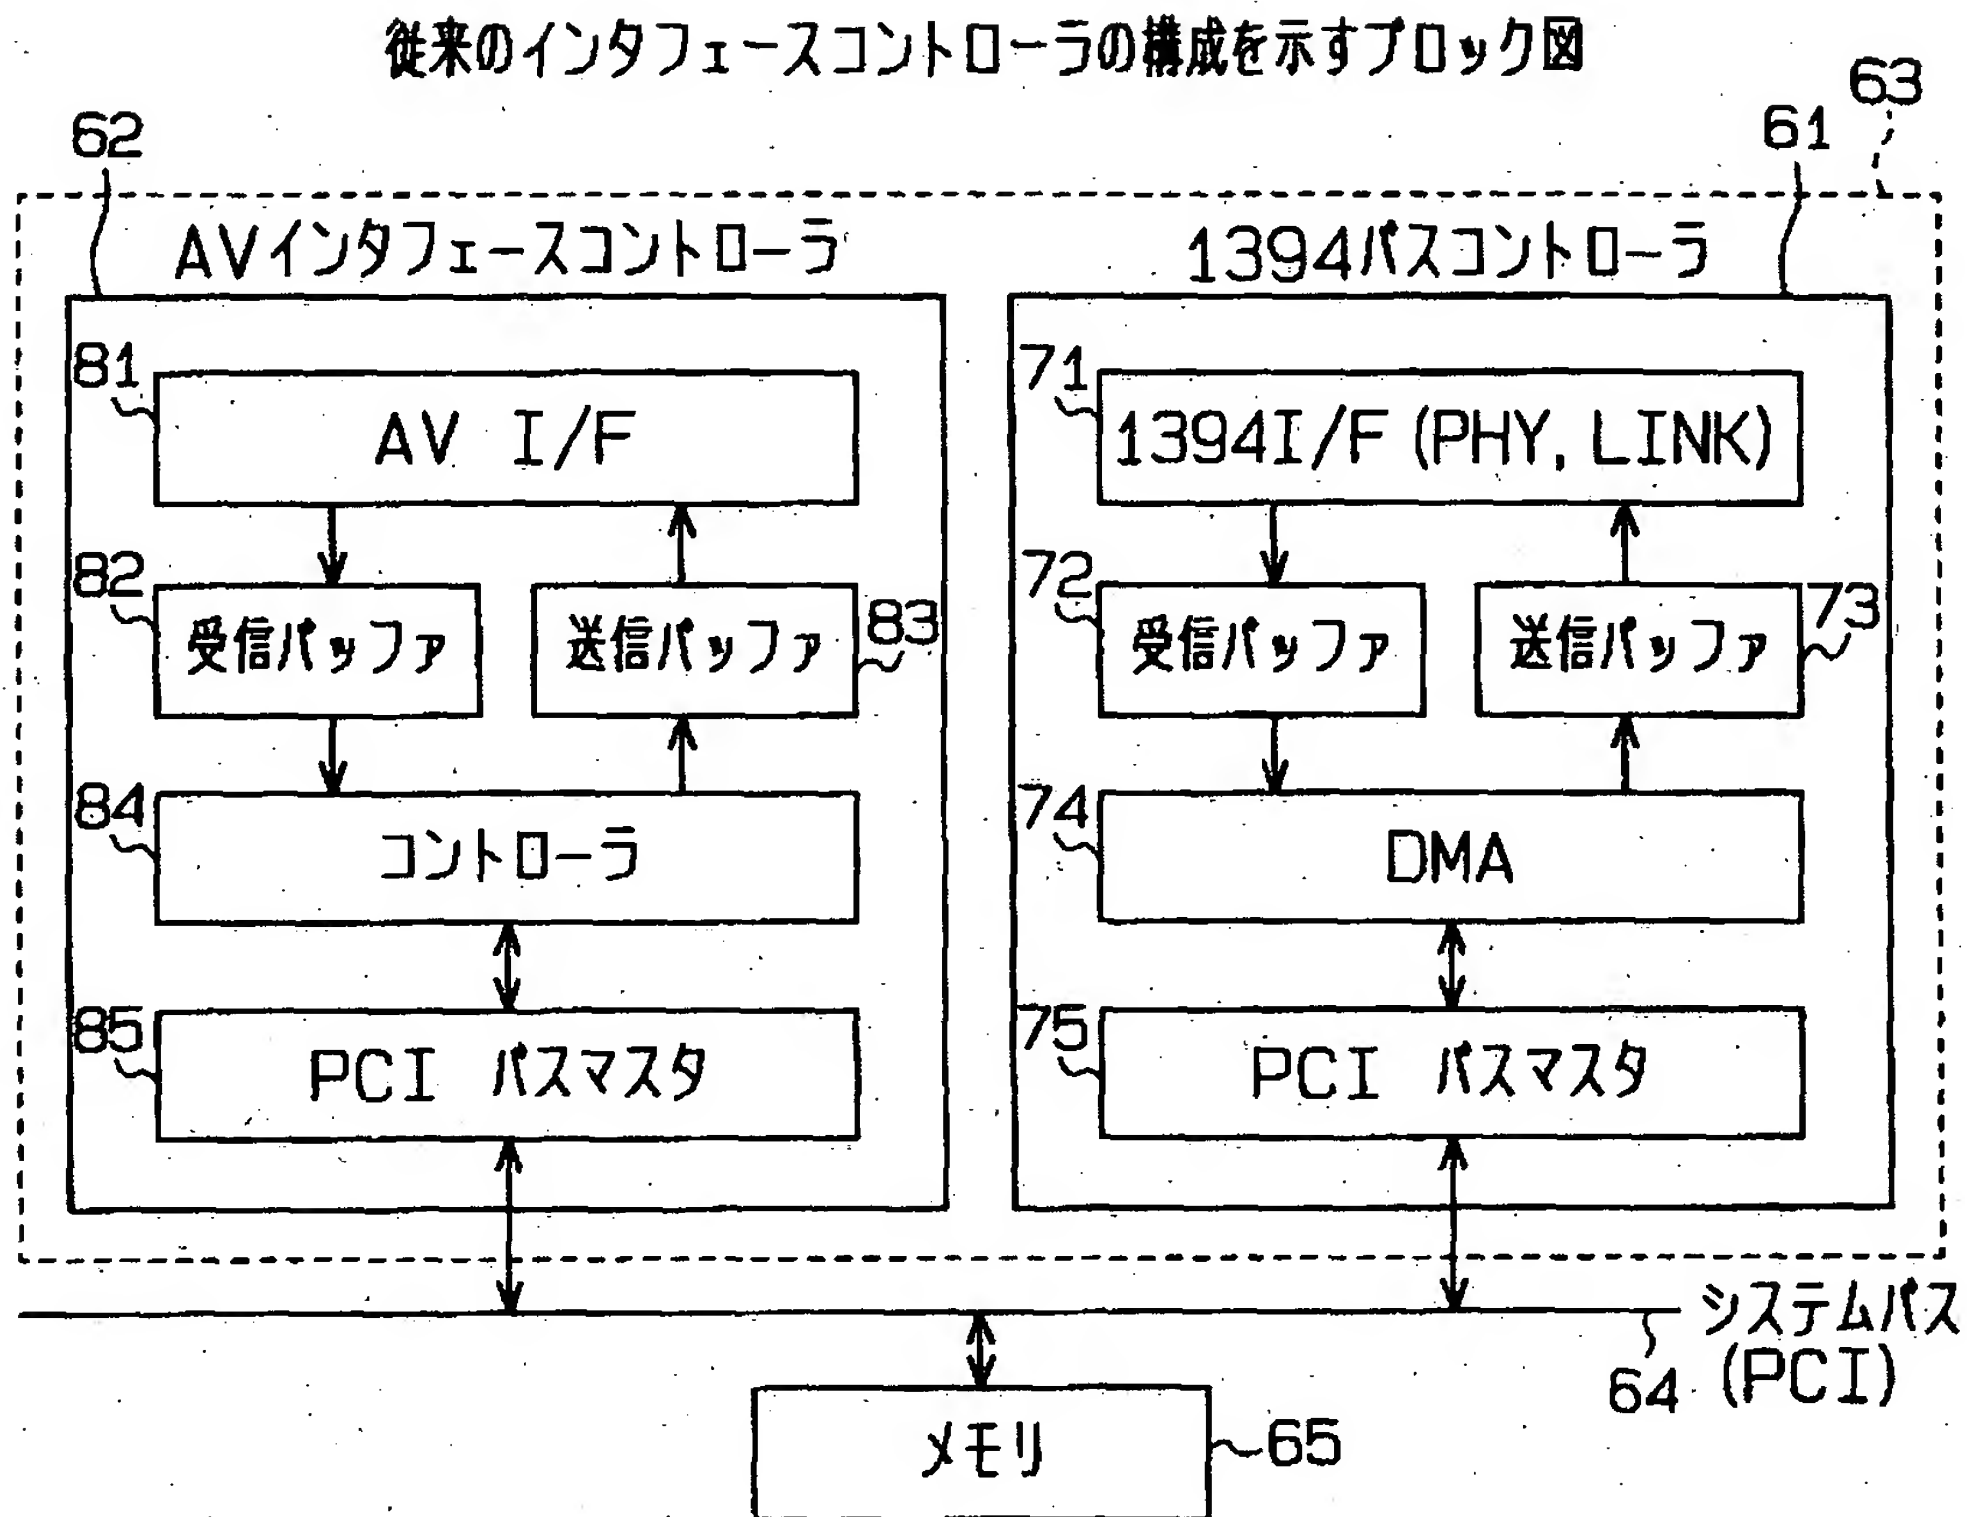 従来のインタフェースコントローラの構成を示すブロック図
63
62
61
AVインタフェースコントローラ
1394バスコントローラ
81
AV I/F
82
受信バッファ
送信バッファ
83
84
コントローラ
85
PCI バスマスタ
71
1394I/F (PHY, LINK)
72
受信バッファ
送信バッファ
73
74
DMA
75
PCI バスマスタ
システムバス
(PCI)
64
メモリ
65